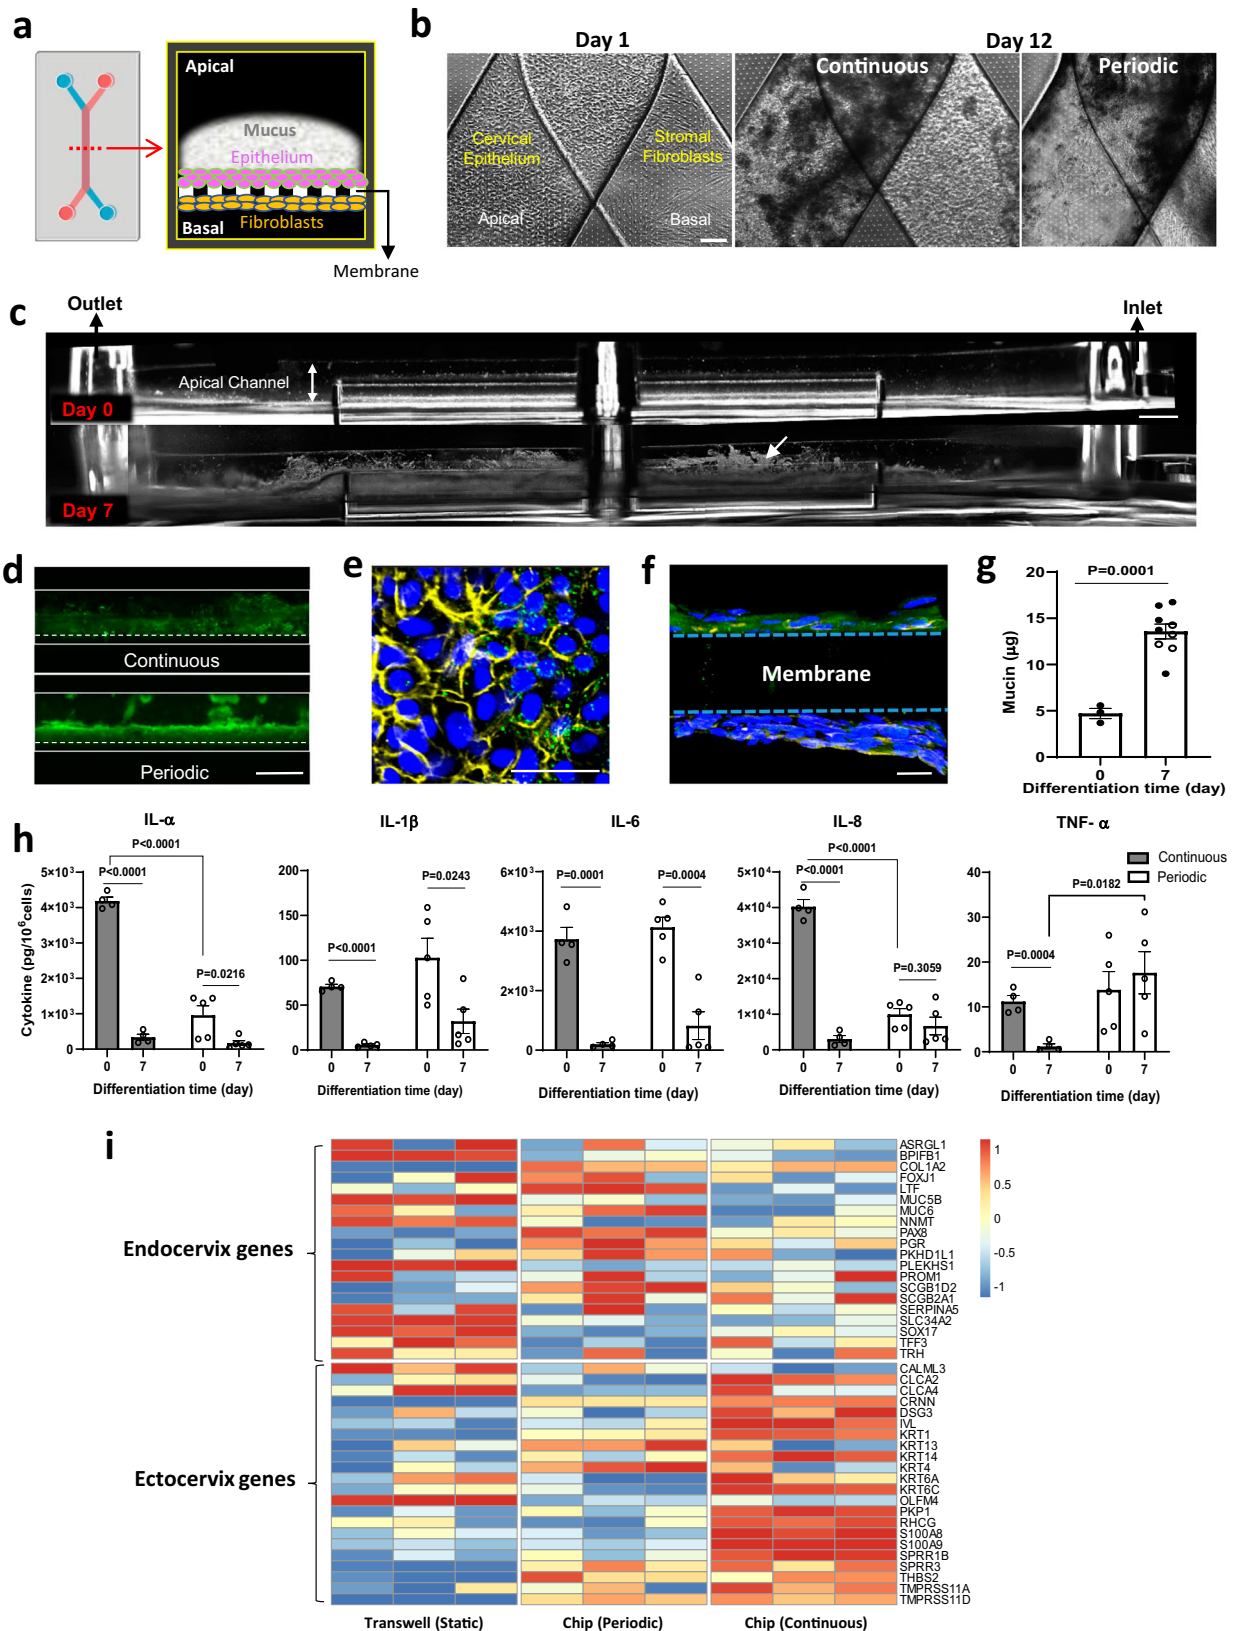 a
Apical
Mucus
Epithelium
Basal
Fibroblasts
Membrane
b
Day 1
Day 12
Continuous
Periodic
Cervical
Epithelium
Stromal
Fibroblasts
Apical
Basal
c
Outlet
Inlet
Apical Channel
Day 0
Day 7
d
Continuous
Periodic
e
f
Membrane
g
P=0.0001
20
15
10
5
0
Mucin (µg)
0
7
Differentiation time (day)
h
IL-α
P<0.0001
P<0.0001
P=0.0216
5×10³
4×10³
3×10³
2×10³
1×10³
0
Cytokine (pg/10⁶cells)
0 7 0 7
Differentiation time (day)
IL-1β
P=0.0243
P<0.0001
200
150
100
50
0
0 7 0 7
Differentiation time (day)
IL-6
P=0.0001
P=0.0004
6×10³
4×10³
2×10³
0
0 7 0 7
Differentiation time (day)
IL-8
P<0.0001
P<0.0001
P=0.3059
5×10⁴
4×10⁴
3×10⁴
2×10⁴
1×10⁴
0
0 7 0 7
Differentiation time (day)
TNF- α
Continuous
Periodic
P=0.0182
P=0.0004
40
30
20
10
0
0 7 0 7
Differentiation time (day)
i
Endocervix genes
ASRGL1
BPIFB1
COL1A2
FOXJ1
LTF
MUC5B
MUC6
NNMT
PAX8
PGR
PKHD1L1
PLEKHS1
PROM1
SCGB1D2
SCGB2A1
SERPINA5
SLC34A2
SOX17
TFF3
TRH
Ectocervix genes
CALML3
CLCA2
CLCA4
CRNN
DSG3
IVL
KRT1
KRT13
KRT14
KRT4
KRT6A
KRT6C
OLFM4
PKP1
RHCG
S100A8
S100A9
SPRR1B
SPRR3
THBS2
TMPRSS11A
TMPRSS11D
1
0.5
0
-0.5
-1
Transwell (Static)
Chip (Periodic)
Chip (Continuous)